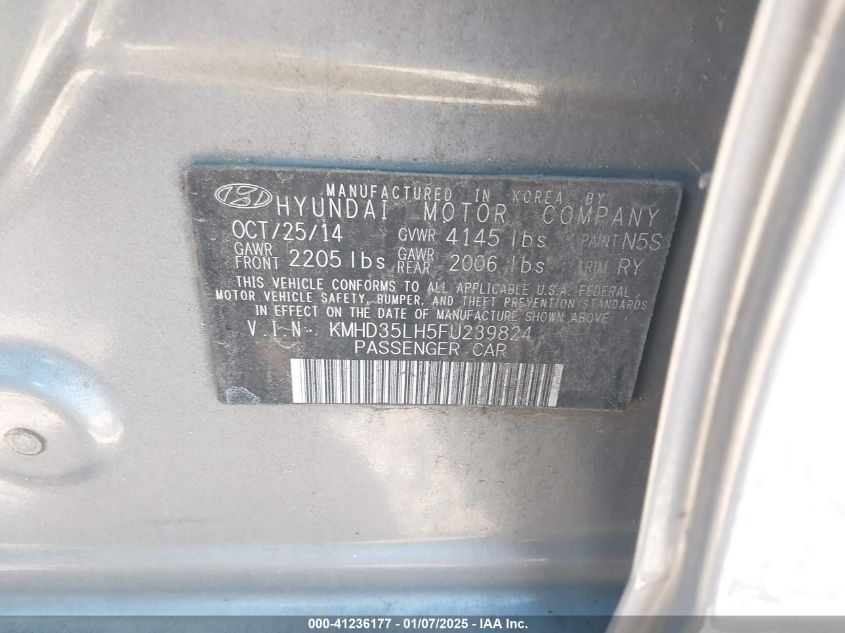 MANUFACTURED IN KOREA BY
HYUNDAI MOTOR COMPANY
OCT/25/14 GVWR 4145 lbs PAINT N5S
GAWR FRONT 2205 lbs GAWR REAR 2006 lbs TRIM RY
THIS VEHICLE CONFORMS TO ALL APPLICABLE U.S.A. FEDERAL
MOTOR VEHICLE SAFETY, BUMPER, AND THEFT PREVENTION STANDARDS
IN EFFECT ON THE DATE OF MANUFACTURE SHOWN ABOVE
V.I.N. KMHD35LH5FU239824
PASSENGER CAR
000-41236177 - 01/07/2025 - IAA Inc.